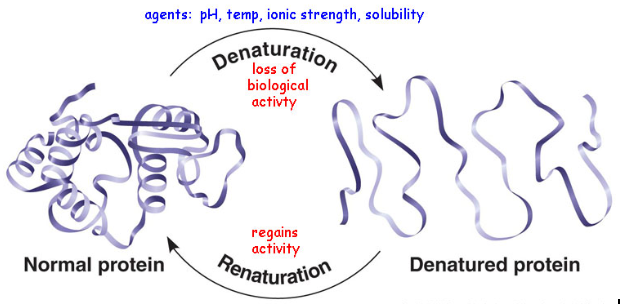 agents:  pH, temp, ionic strength, solubility
Denaturation
loss of
biological
activty
regains
activity
Normal protein
Renaturation
Denatured protein